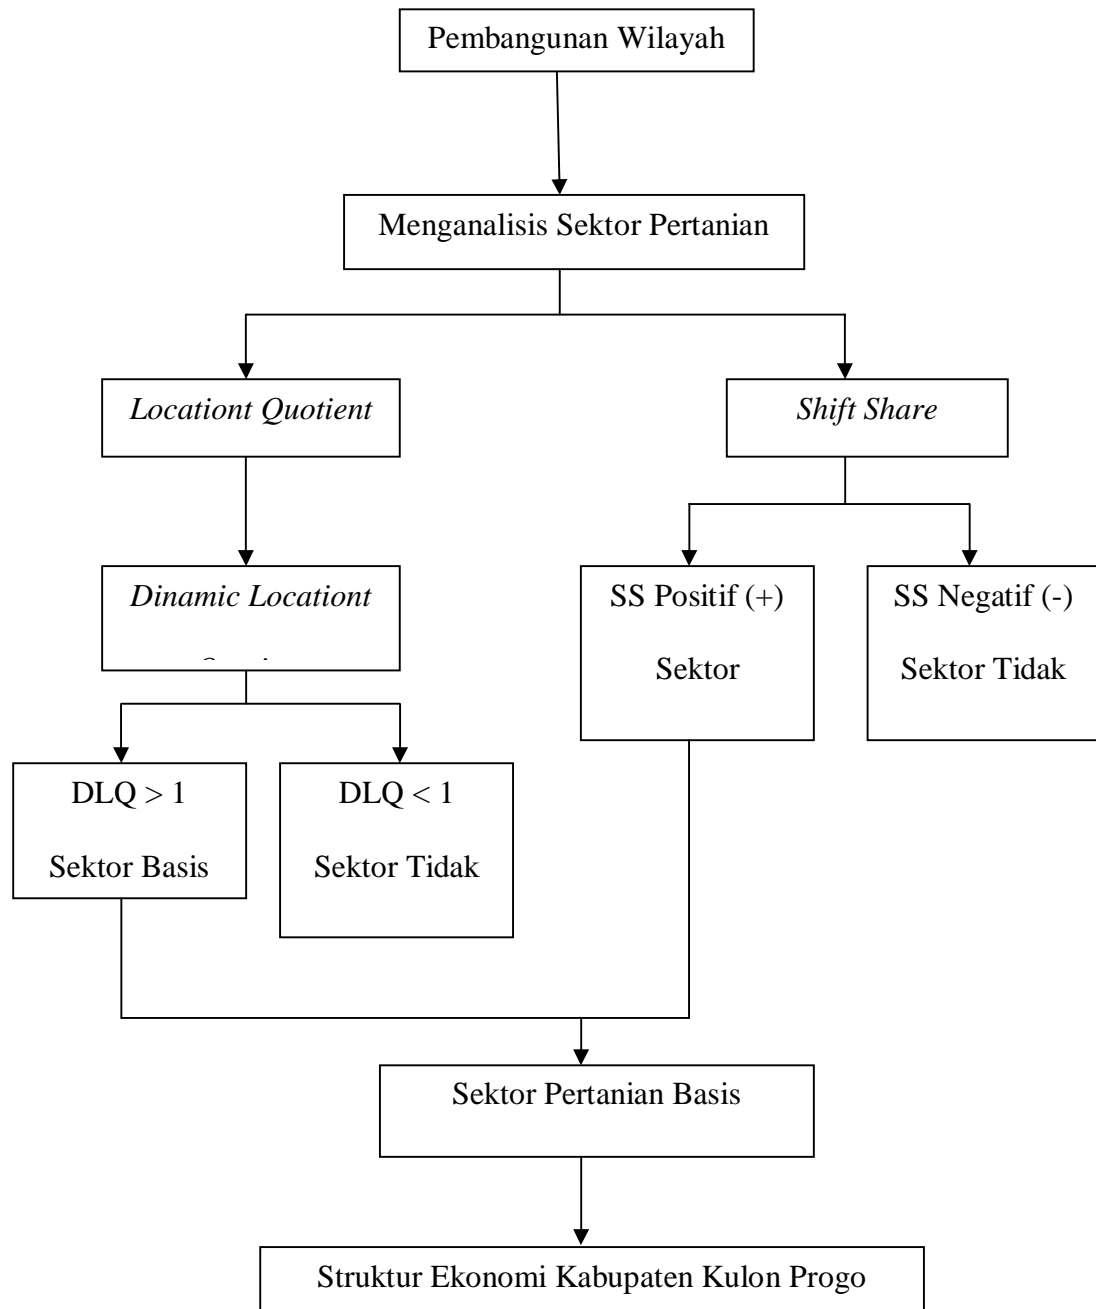 Pembangunan Wilayah
Menganalisis Sektor Pertanian
Locationt Quotient
Shift Share
Dinamic Locationt
SS Positif (+)
Sektor
SS Negatif (-)
Sektor Tidak
DLQ > 1
Sektor Basis
DLQ < 1
Sektor Tidak
Sektor Pertanian Basis
Struktur Ekonomi Kabupaten Kulon Progo